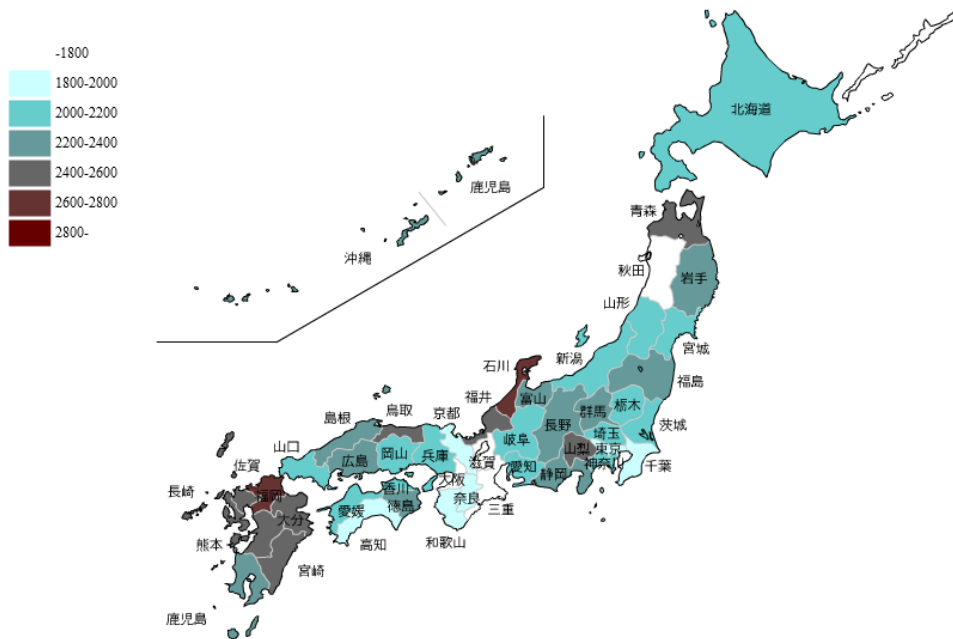 -1800
1800-2000
2000-2200
2200-2400
2400-2600
2600-2800
2800-
北海道
鹿児島
沖縄
青森
秋田
岩手
山形
宮城
新潟
福島
石川
福井
富山
群馬
栃木
茨城
長野
埼玉
山梨
東京
神奈川
千葉
岐阜
愛知
静岡
京都
滋賀
鳥取
島根
岡山
兵庫
広島
山口
大阪
奈良
三重
和歌山
香川
徳島
愛媛
高知
佐賀
福岡
長崎
大分
熊本
宮崎
鹿児島